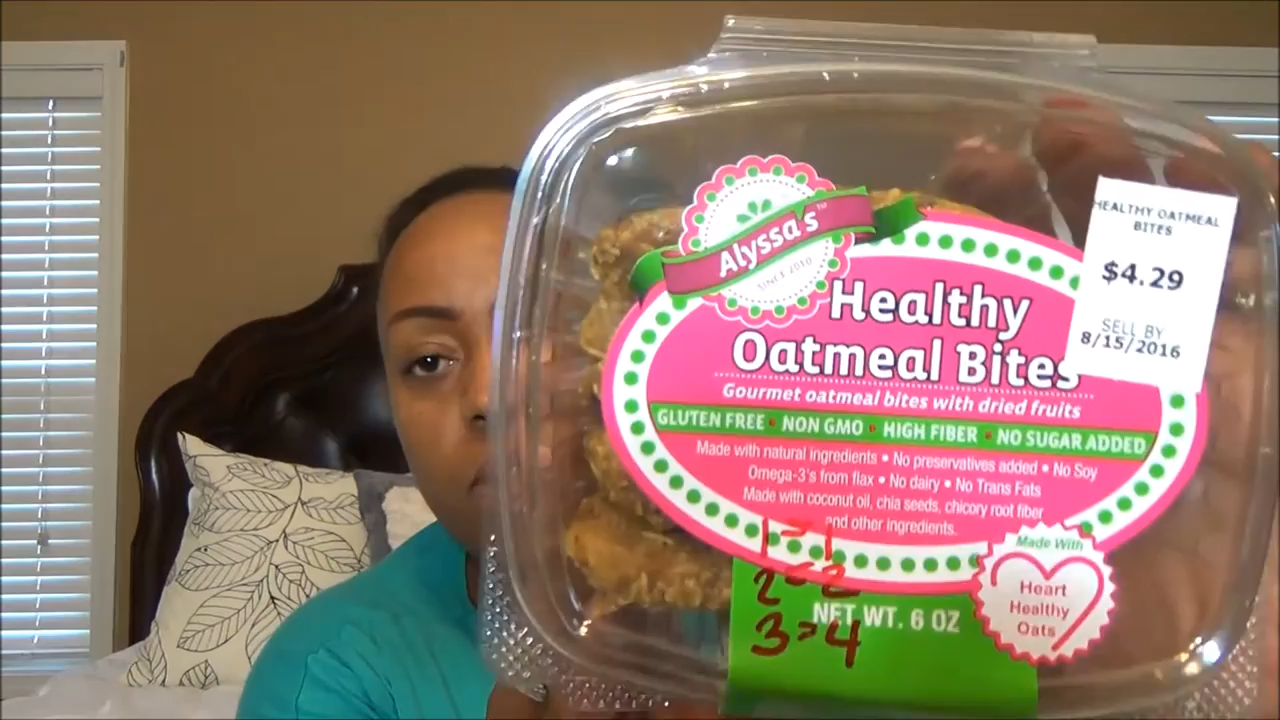 Alyssa's™
SINCE 2010
Healthy
Oatmeal Bites
Gourmet oatmeal bites with dried fruits
GLUTEN FREE • NON GMO • HIGH FIBER • NO SUGAR ADDED
Made with natural ingredients • No preservatives added • No Soy
Omega-3's from flax • No dairy • No Trans Fats
Made with coconut oil, chia seeds, chicory root fiber
and other ingredients.
HEALTHY OATMEAL
BITES
$4.29
SELL BY
8/15/2016
Made With
Heart
Healthy
Oats
NET WT. 6 OZ
1 = 1
2 = 2
3 = 4